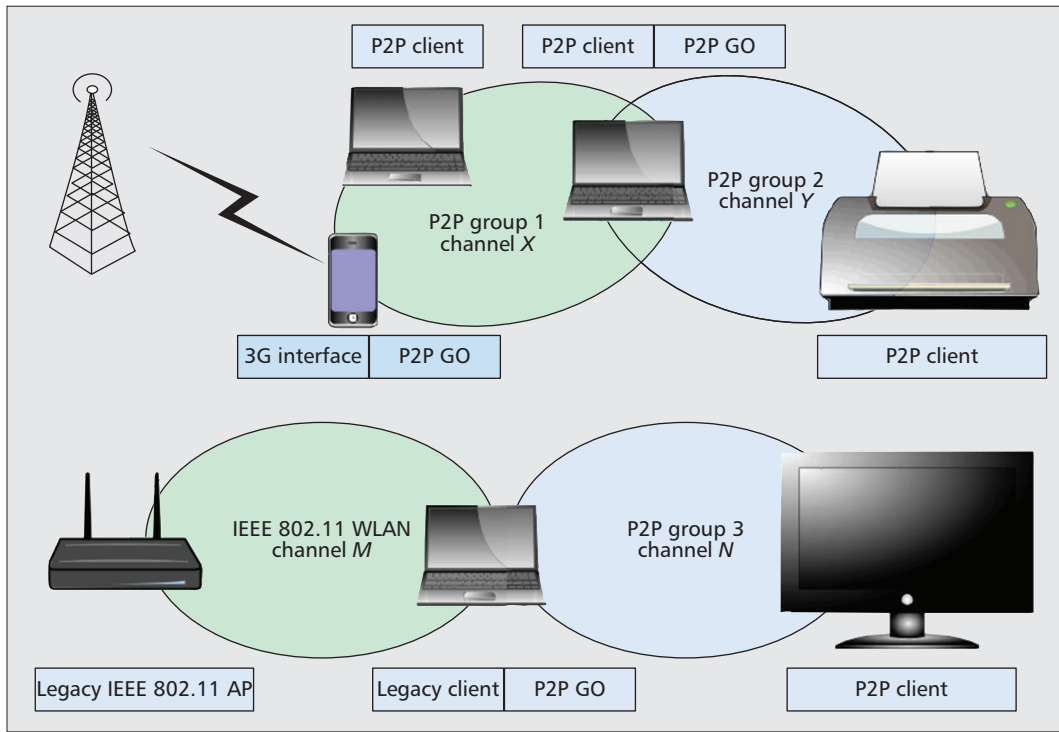 P2P client
P2P client
P2P GO
P2P group 1
channel X
P2P group 2
channel Y
3G interface
P2P GO
P2P client
IEEE 802.11 WLAN
channel M
P2P group 3
channel N
Legacy IEEE 802.11 AP
Legacy client
P2P GO
P2P client